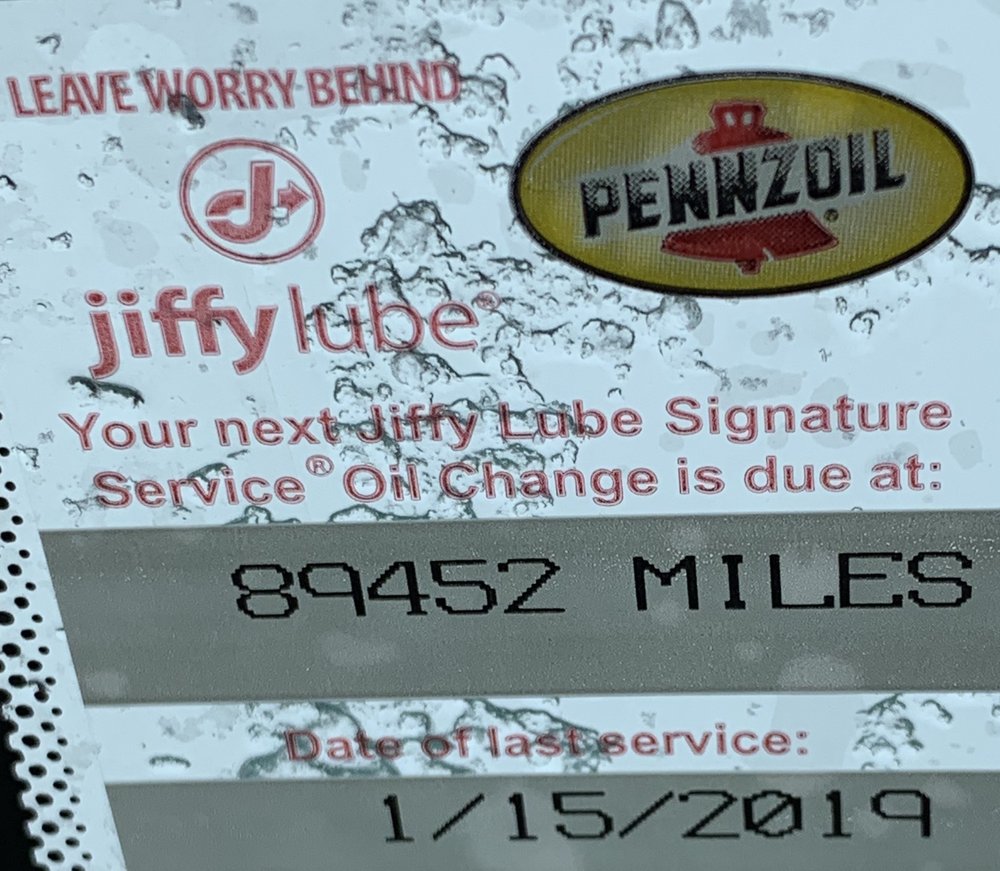 LEAVE WORRY BEHIND
PENNZOIL®
jiffy lube®
Your next Jiffy Lube Signature
Service® Oil Change is due at:
89452 MILES
Date of last service:
1/15/2019